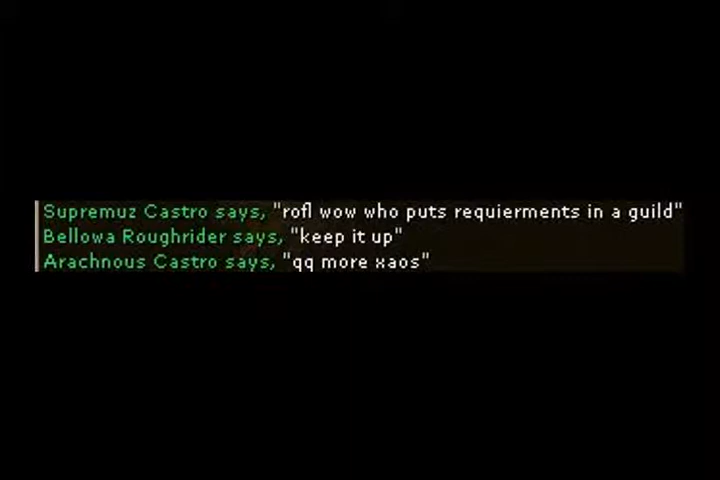 Supremuz Castro says, "rofl wow who puts requierments in a guild"
Bellowa Roughrider says, "keep it up"
Arachnous Castro says, "qq more xaos"